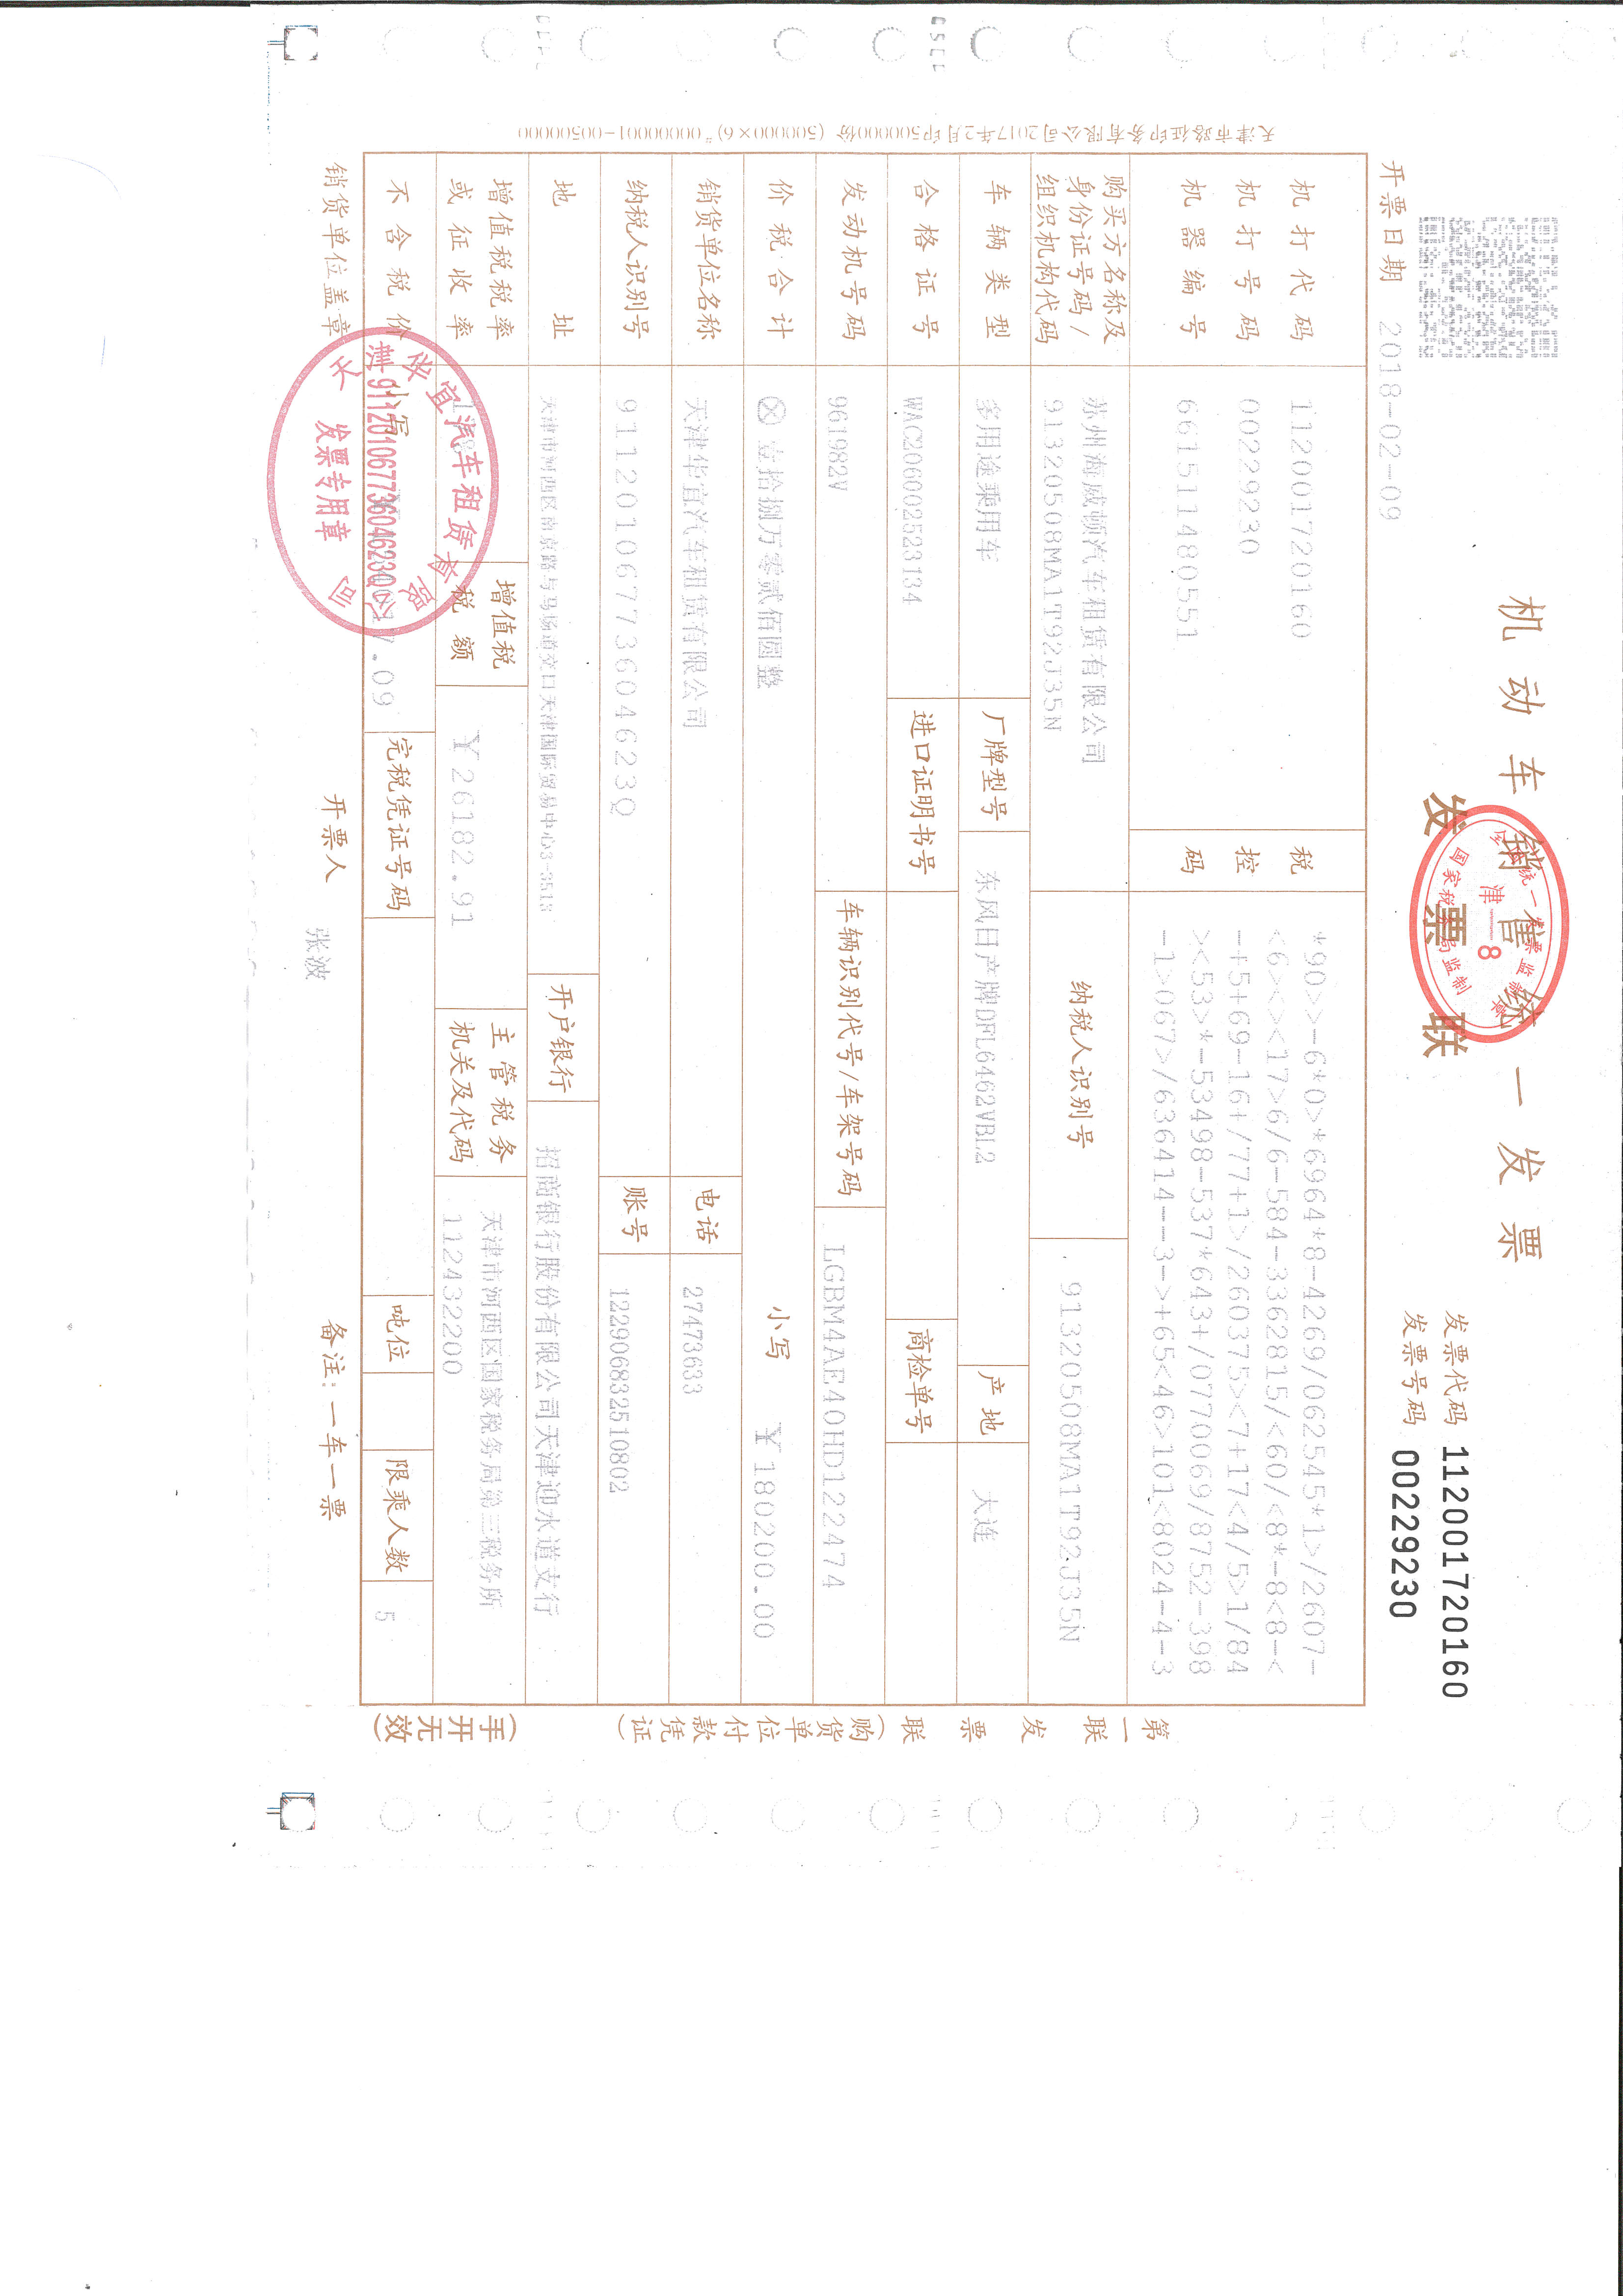 机动车销售统一发票
发票联
发票代码 112001720160
发票号码 00229230
开票日期 2018-02-09
机打代码 112001720160
机打号码 00229230
机器编号 661511480551
税控码
*90>>-6*0>*6964*8-4269/062545*1>/2607-
<6>><17>6/6-584-3362815/<60/<8*-8<8-<
-+5+69-16+/77+1>/260375><7+17<4/5>1/84
><53>*-53498-537*643+/0770069/8752-398
-1>067>/636414--3->+65<46>101<8024-4-3
购买方名称及身份证号码/组织机构代码
汽车租赁有限公司
91320508MA1T92J35N
纳税人识别号 91320508MA1T92J35N
车辆类型 多用途乘用车 厂牌型号 东风日产牌DFL6462VBL2 产地 大连
合格证号 WAC206002523134 进口证明书号 商检单号
发动机号码 961982V 车辆识别代号/车架号码 LGBM4AE40HD122474
价税合计 ⊗ 壹拾捌万零贰佰圆整 小写 ￥180200.00
销货单位名称 天津华宜汽车租赁有限公司 电话 27473633
纳税人识别号 91120106773604623Q 账号 122906832510802
地址 天津市河西区南京路与马场道交口天津国际贸易中心3-3513 开户银行 招商银行股份有限公司天津迎水道支行
增值税税率或征收率 增值税税额 ￥26182.91 主管税务机关及代码 天津市河西区国家税务局第三税务所
112432200
不含税价 小写 17.09 完税凭证号码 吨位 限乘人数 5
销货单位盖章 开票人 张波 备注：一车一票
第一联 发票联（购货单位付款凭证）（手开无效）
天津市路征印务有限公司2017年2月印5000000份（500000×6）" 00000001-00500000
全国统一发票监制章
津
8
国家税务局监制
天津华宜汽车租赁有限公司
91120106773604623Q
发票专用章